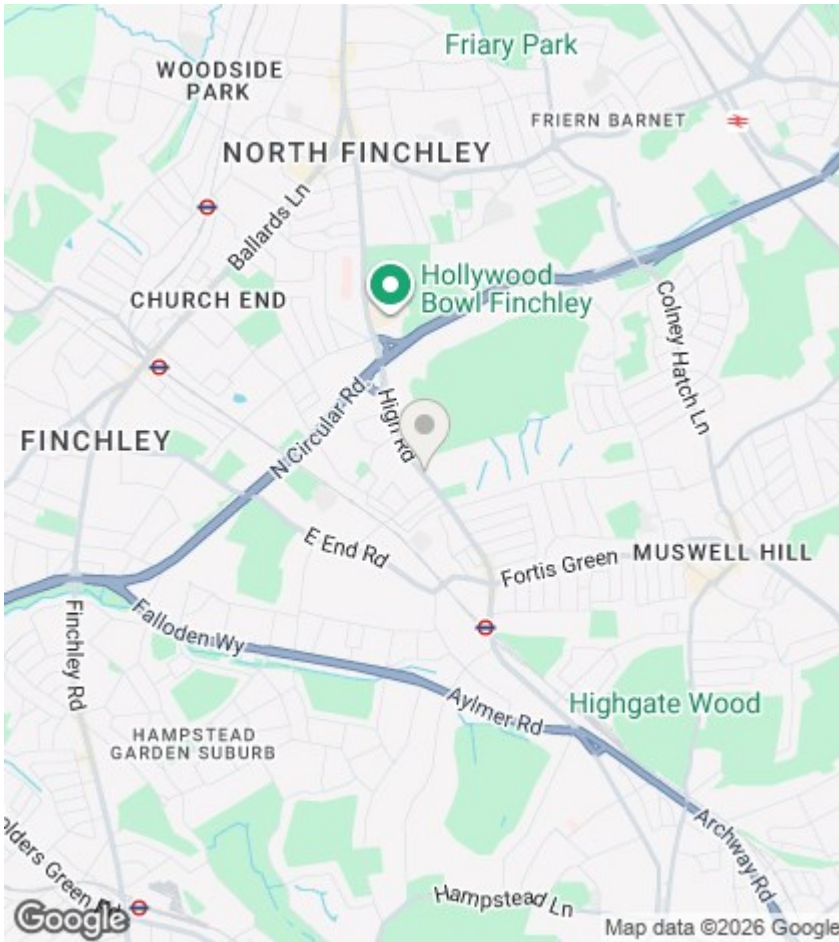 Friary Park
WOODSIDE
PARK
FRIERN BARNET
NORTH FINCHLEY
Ballards Ln
Hollywood
Bowl Finchley
CHURCH END
Colney Hatch Ln
N Circular Rd
High Rd
FINCHLEY
E End Rd
Fortis Green
MUSWELL HILL
Finchley Rd
Falloden Wy
Aylmer Rd
Highgate Wood
HAMPSTEAD
GARDEN SUBURB
Archway Rd
olders Green Rd
Hampstead Ln
Google
Map data ©2026 Google